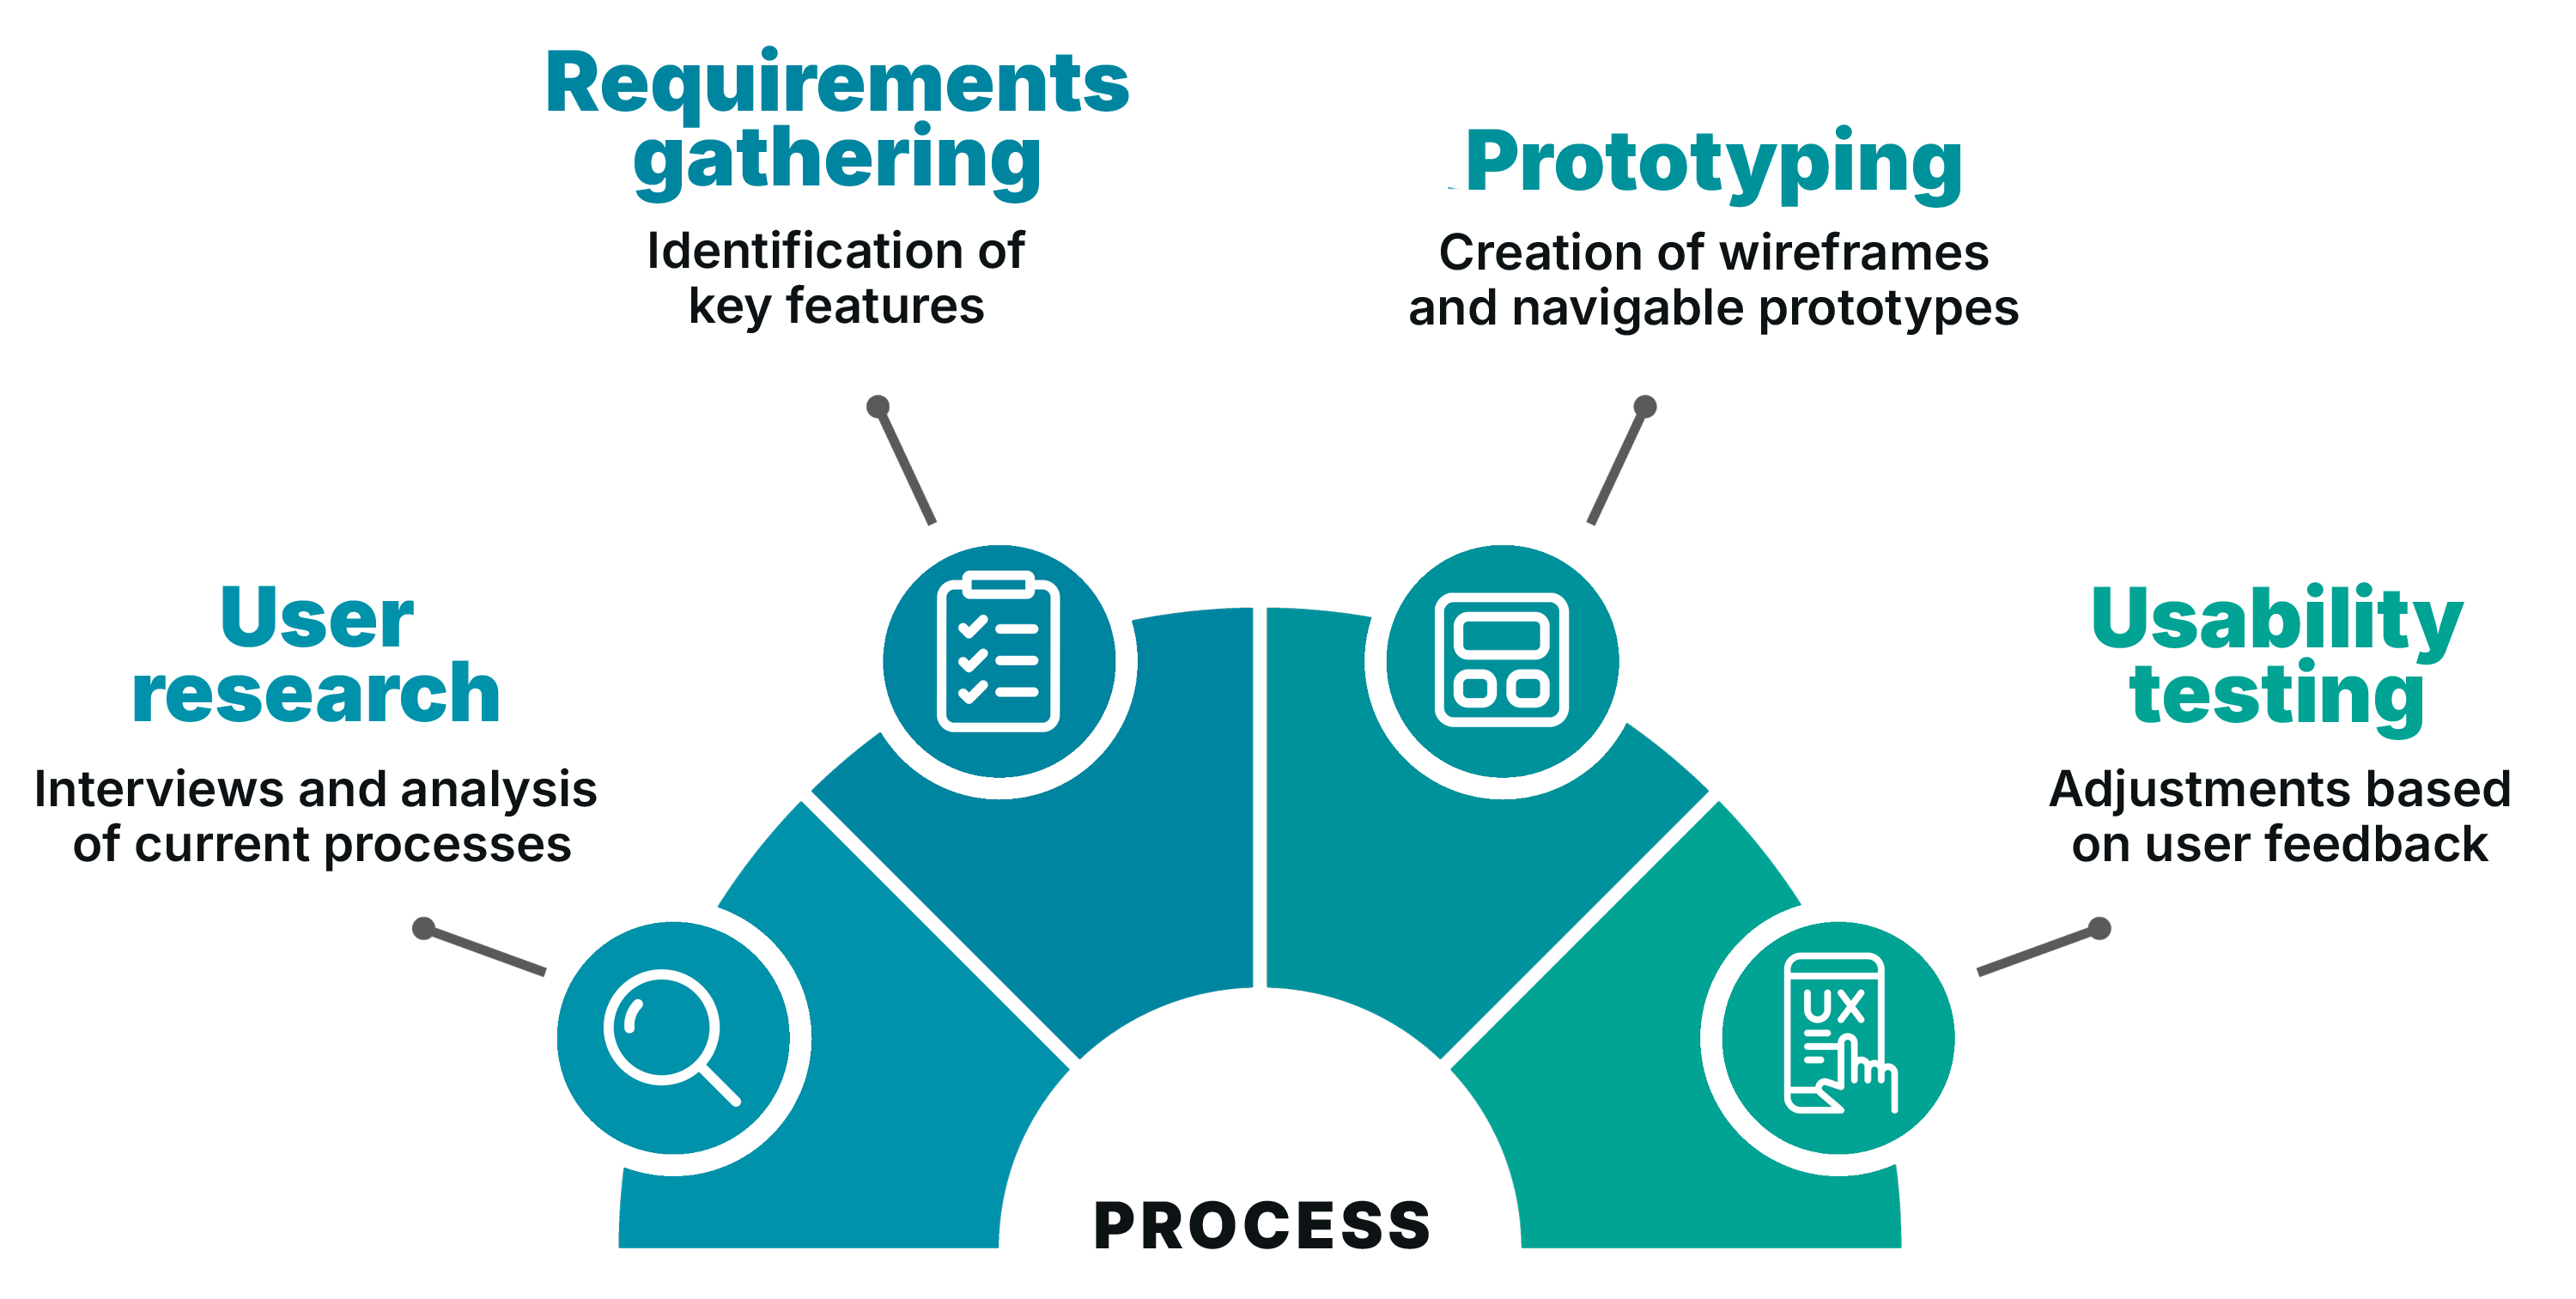 Requirements
gathering
Identification of
key features
Prototyping
Creation of wireframes
and navigable prototypes
User
research
Interviews and analysis
of current processes
Usability
testing
Adjustments based
on user feedback
UX
PROCESS